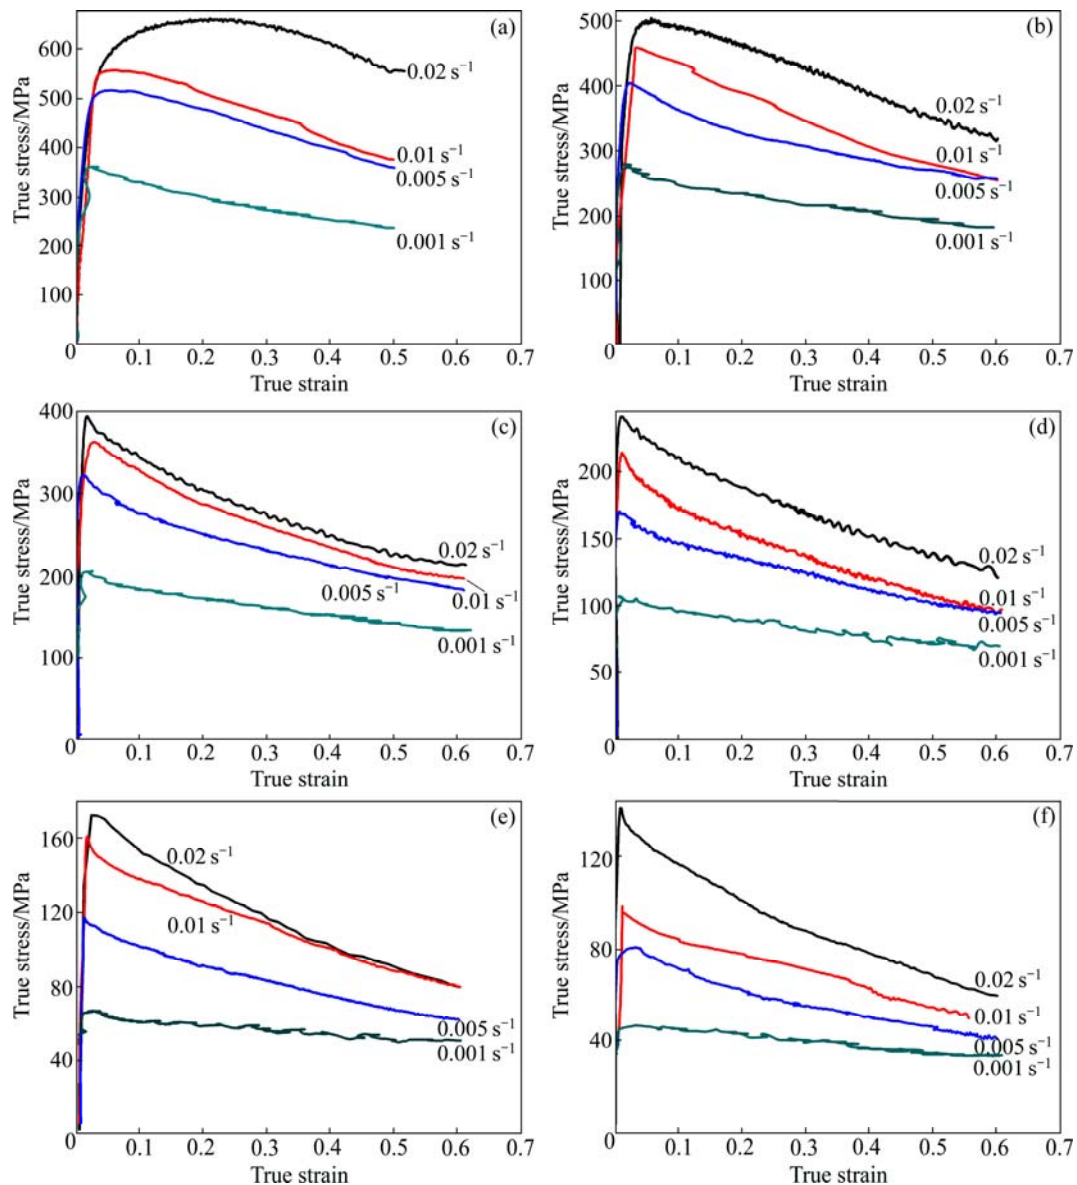 (a)
True stress/MPa
600
500
400
300
200
100
0
0.02 s⁻¹
0.01 s⁻¹
0.005 s⁻¹
0.001 s⁻¹
0.1 0.2 0.3 0.4 0.5 0.6 0.7
True strain
(b)
True stress/MPa
500
400
300
200
100
0
0.02 s⁻¹
0.01 s⁻¹
0.005 s⁻¹
0.001 s⁻¹
0.1 0.2 0.3 0.4 0.5 0.6 0.7
True strain
(c)
True stress/MPa
400
300
200
100
0
0.02 s⁻¹
0.005 s⁻¹
0.01 s⁻¹
0.001 s⁻¹
0.1 0.2 0.3 0.4 0.5 0.6 0.7
True strain
(d)
True stress/MPa
200
150
100
50
0
0.02 s⁻¹
0.01 s⁻¹
0.005 s⁻¹
0.001 s⁻¹
0.1 0.2 0.3 0.4 0.5 0.6 0.7
True strain
(e)
True stress/MPa
160
120
80
40
0
0.02 s⁻¹
0.01 s⁻¹
0.005 s⁻¹
0.001 s⁻¹
0.1 0.2 0.3 0.4 0.5 0.6 0.7
True strain
(f)
True stress/MPa
120
80
40
0
0.02 s⁻¹
0.01 s⁻¹
0.005 s⁻¹
0.001 s⁻¹
0.1 0.2 0.3 0.4 0.5 0.6 0.7
True strain